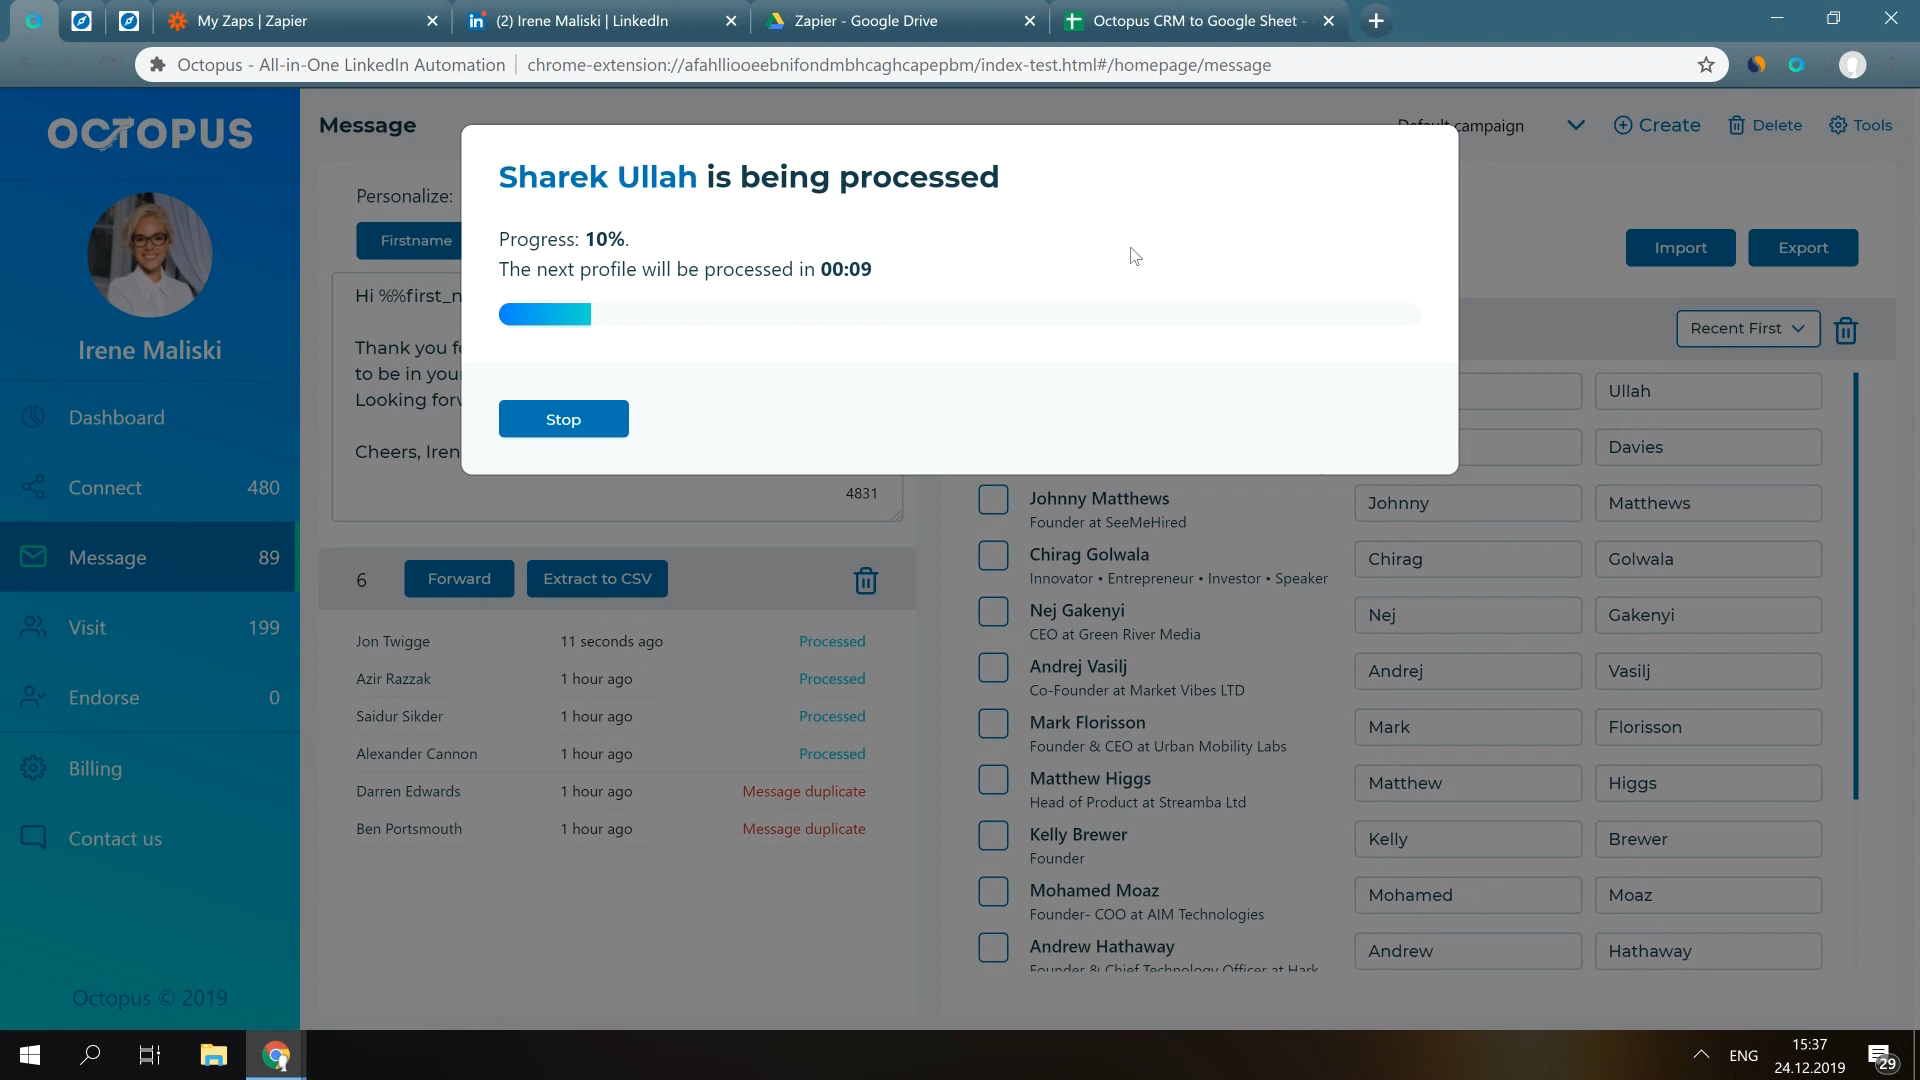 My Zaps | Zapier
(2) Irene Maliski | LinkedIn
Zapier - Google Drive
Octopus CRM to Google Sheet -
Octopus - All-in-One LinkedIn Automation
chrome-extension://afahlliooeebnifondmbhcaghcapepbm/index-test.html#/homepage/message
OCTOPUS
Irene Maliski
Dashboard
Connect 480
Message 89
Visit 199
Endorse 0
Billing
Contact us
Octopus © 2019
Message
Default campaign
Create
Delete
Tools
Sharek Ullah is being processed
Progress: 10%.
The next profile will be processed in 00:09
Stop
Personalize:
Firstname
Hi %%first_n
Thank you f
to be in your
Looking forw
Cheers, Iren
4831
6
Forward
Extract to CSV
Jon Twigge 11 seconds ago Processed
Azir Razzak 1 hour ago Processed
Saidur Sikder 1 hour ago Processed
Alexander Cannon 1 hour ago Processed
Darren Edwards 1 hour ago Message duplicate
Ben Portsmouth 1 hour ago Message duplicate
Import
Export
Recent First
Ullah
Davies
Johnny Matthews Johnny Matthews
Founder at SeeMeHired
Chirag Golwala Chirag Golwala
Innovator • Entrepreneur • Investor • Speaker
Nej Gakenyi Nej Gakenyi
CEO at Green River Media
Andrej Vasilj Andrej Vasilj
Co-Founder at Market Vibes LTD
Mark Florisson Mark Florisson
Founder & CEO at Urban Mobility Labs
Matthew Higgs Matthew Higgs
Head of Product at Streamba Ltd
Kelly Brewer Kelly Brewer
Founder
Mohamed Moaz Mohamed Moaz
Founder- COO at AIM Technologies
Andrew Hathaway Andrew Hathaway
Founder & Chief Technology Officer at Hark
ENG
15:37
24.12.2019
29